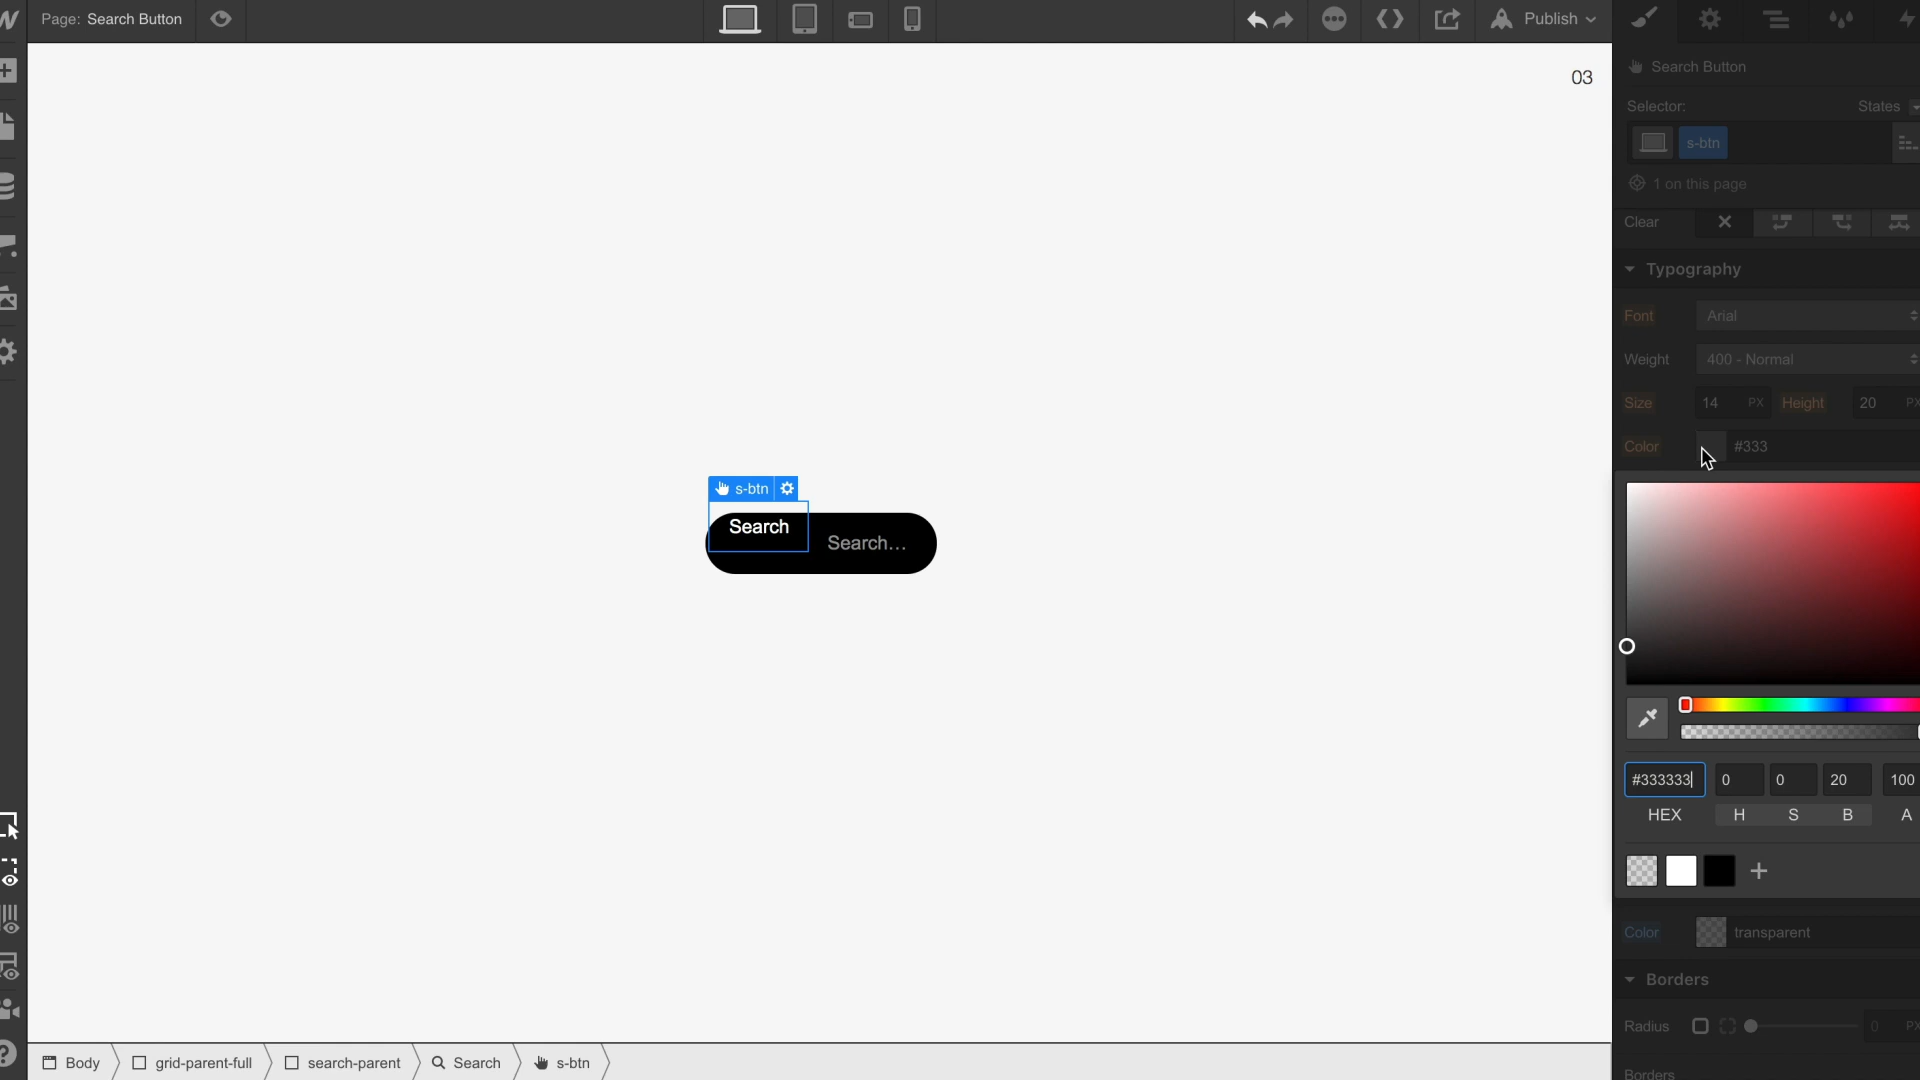 Page: Search Button
Publish
03
Search Button
Selector:
States
s-btn
1 on this page
Clear
Typography
Font
Arial
Weight
400 - Normal
Size
14
PX
Height
20
PX
Color
#333
s-btn
Search
Search...
#333333
0
0
20
100
HEX
H
S
B
A
Color
transparent
Borders
Radius
0
PX
Borders
Body
grid-parent-full
search-parent
Search
s-btn